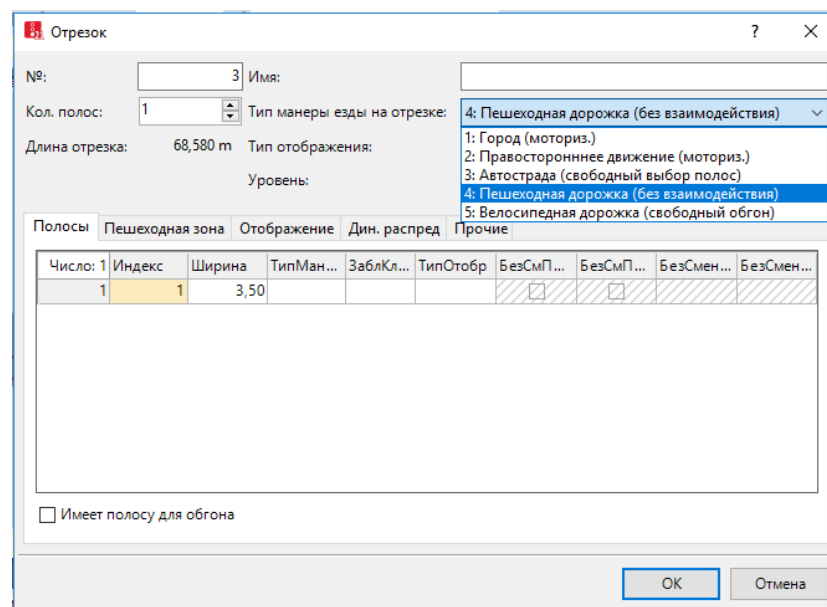 Отрезок ?
№: 3 Имя:
Кол. полос: 1 Тип манеры езды на отрезке: 4: Пешеходная дорожка (без взаимодействия)
Длина отрезка: 68,580 m Тип отображения:
Уровень:
1: Город (моториз.)
2: Правосторонннее движение (моториз.)
3: Автострада (свободный выбор полос)
4: Пешеходная дорожка (без взаимодействия)
5: Велосипедная дорожка (свободный обгон)
Полосы Пешеходная зона Отображение Дин. распред Прочие
Число: 1 Индекс Ширина ТипМан... ЗаблКл... ТипОтобр БезСмП... БезСмП... БезСмен... БезСмен...
1 1 3,50
Имеет полосу для обгона
OK Отмена